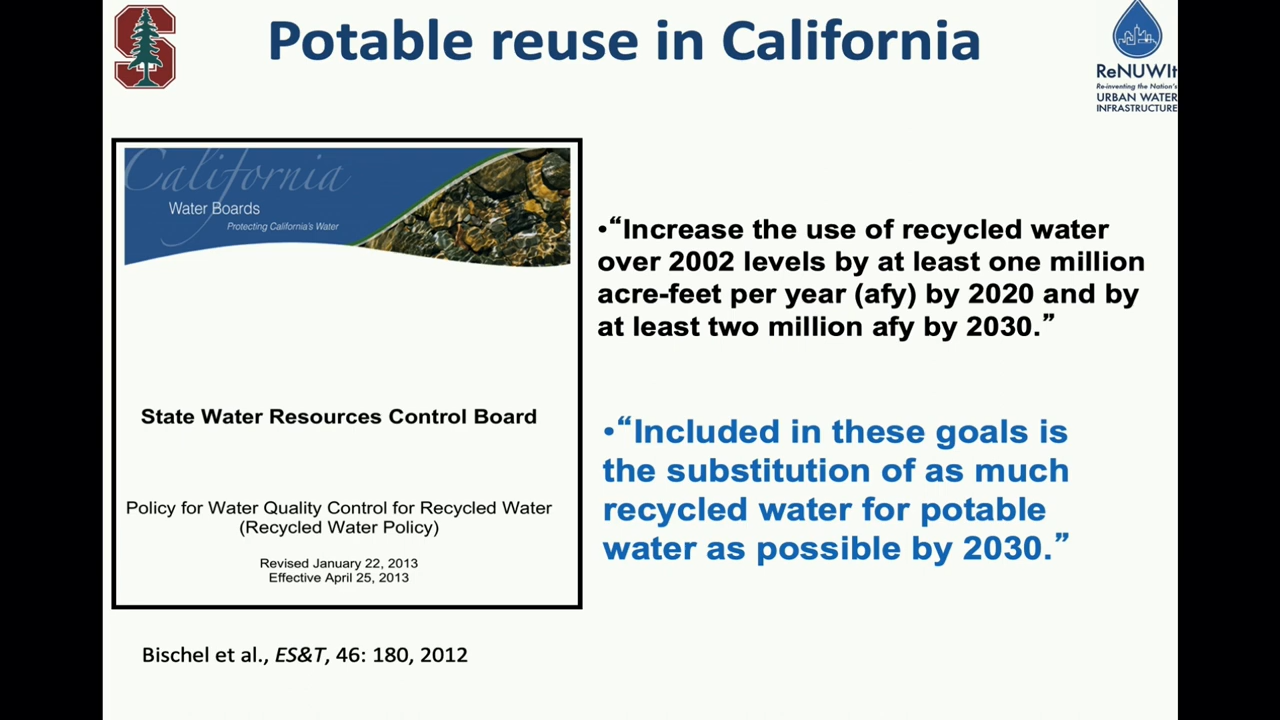 Potable reuse in California
ReNUWIt
Re-inventing the Nation's
URBAN WATER
INFRASTRUCTURE
California
Water Boards
Protecting California's Water
State Water Resources Control Board
Policy for Water Quality Control for Recycled Water
(Recycled Water Policy)
Revised January 22, 2013
Effective April 25, 2013
•“Increase the use of recycled water
over 2002 levels by at least one million
acre-feet per year (afy) by 2020 and by
at least two million afy by 2030.”
•“Included in these goals is
the substitution of as much
recycled water for potable
water as possible by 2030.”
Bischel et al., ES&T, 46: 180, 2012